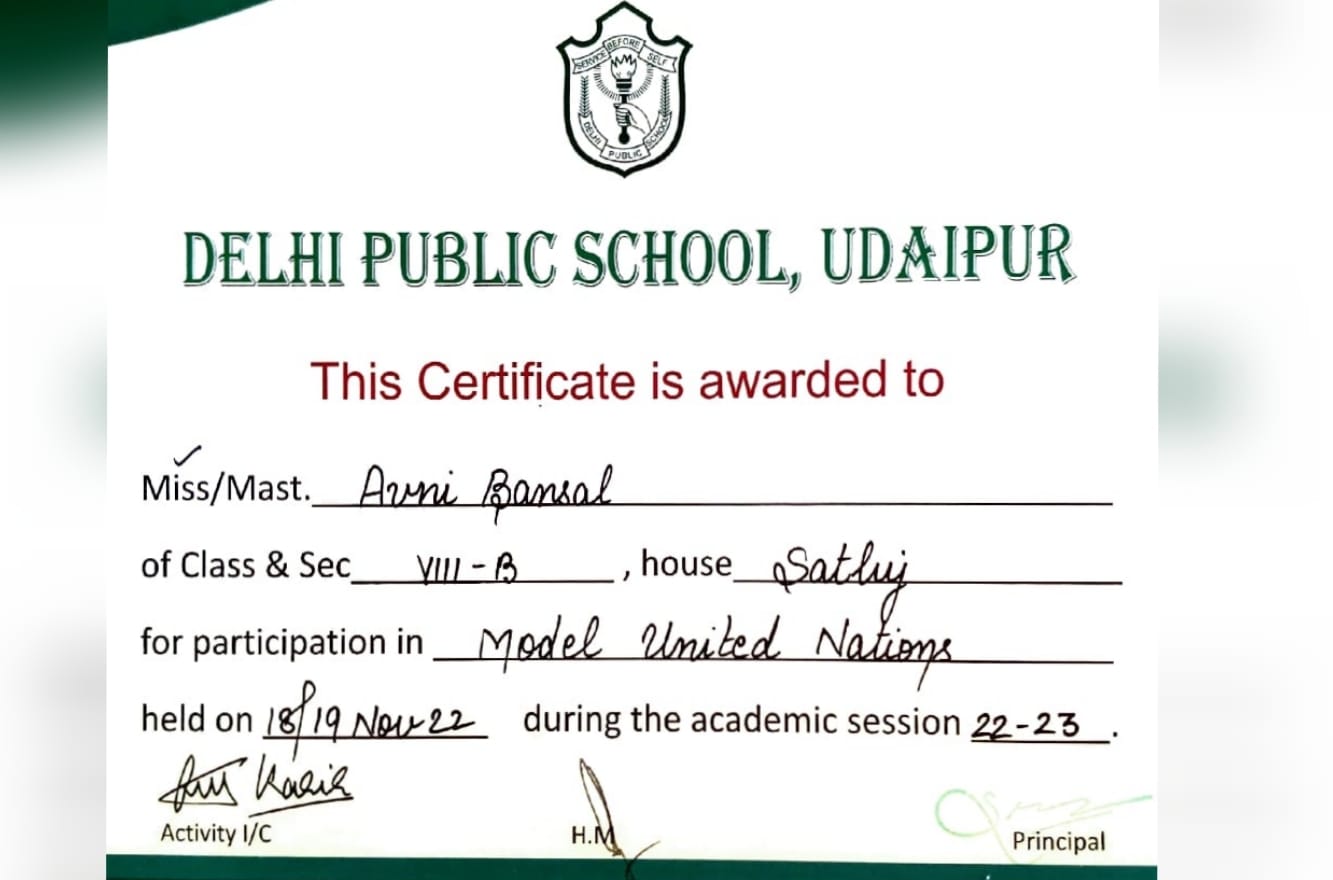 SERVICE BEFORE SELF
DELHI PUBLIC SCHOOL
DELHI PUBLIC SCHOOL, UDAIPUR
This Certificate is awarded to
Miss/Mast. Avni Bansal
of Class & Sec VIII - B , house Satluj
for participation in Model United Nations
held on 18/19 Nov 22 during the academic session 22-23 .
Activity I/C H.M Principal